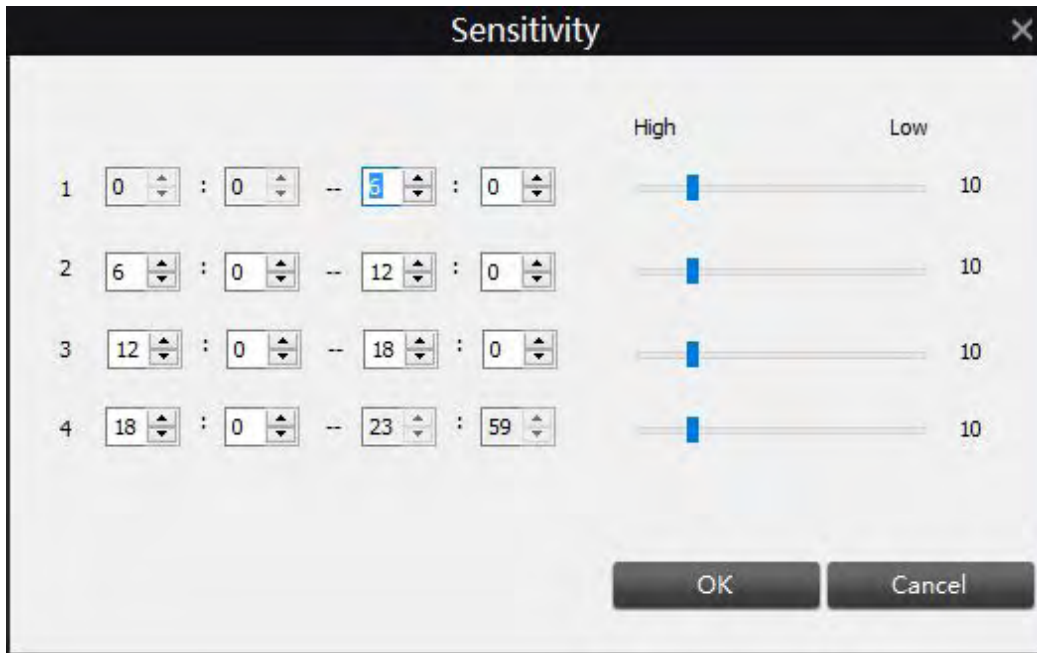 Sensitivity
High Low
1 0 : 0 -- 6 : 0 10
2 6 : 0 -- 12 : 0 10
3 12 : 0 -- 18 : 0 10
4 18 : 0 -- 23 : 59 10
OK Cancel